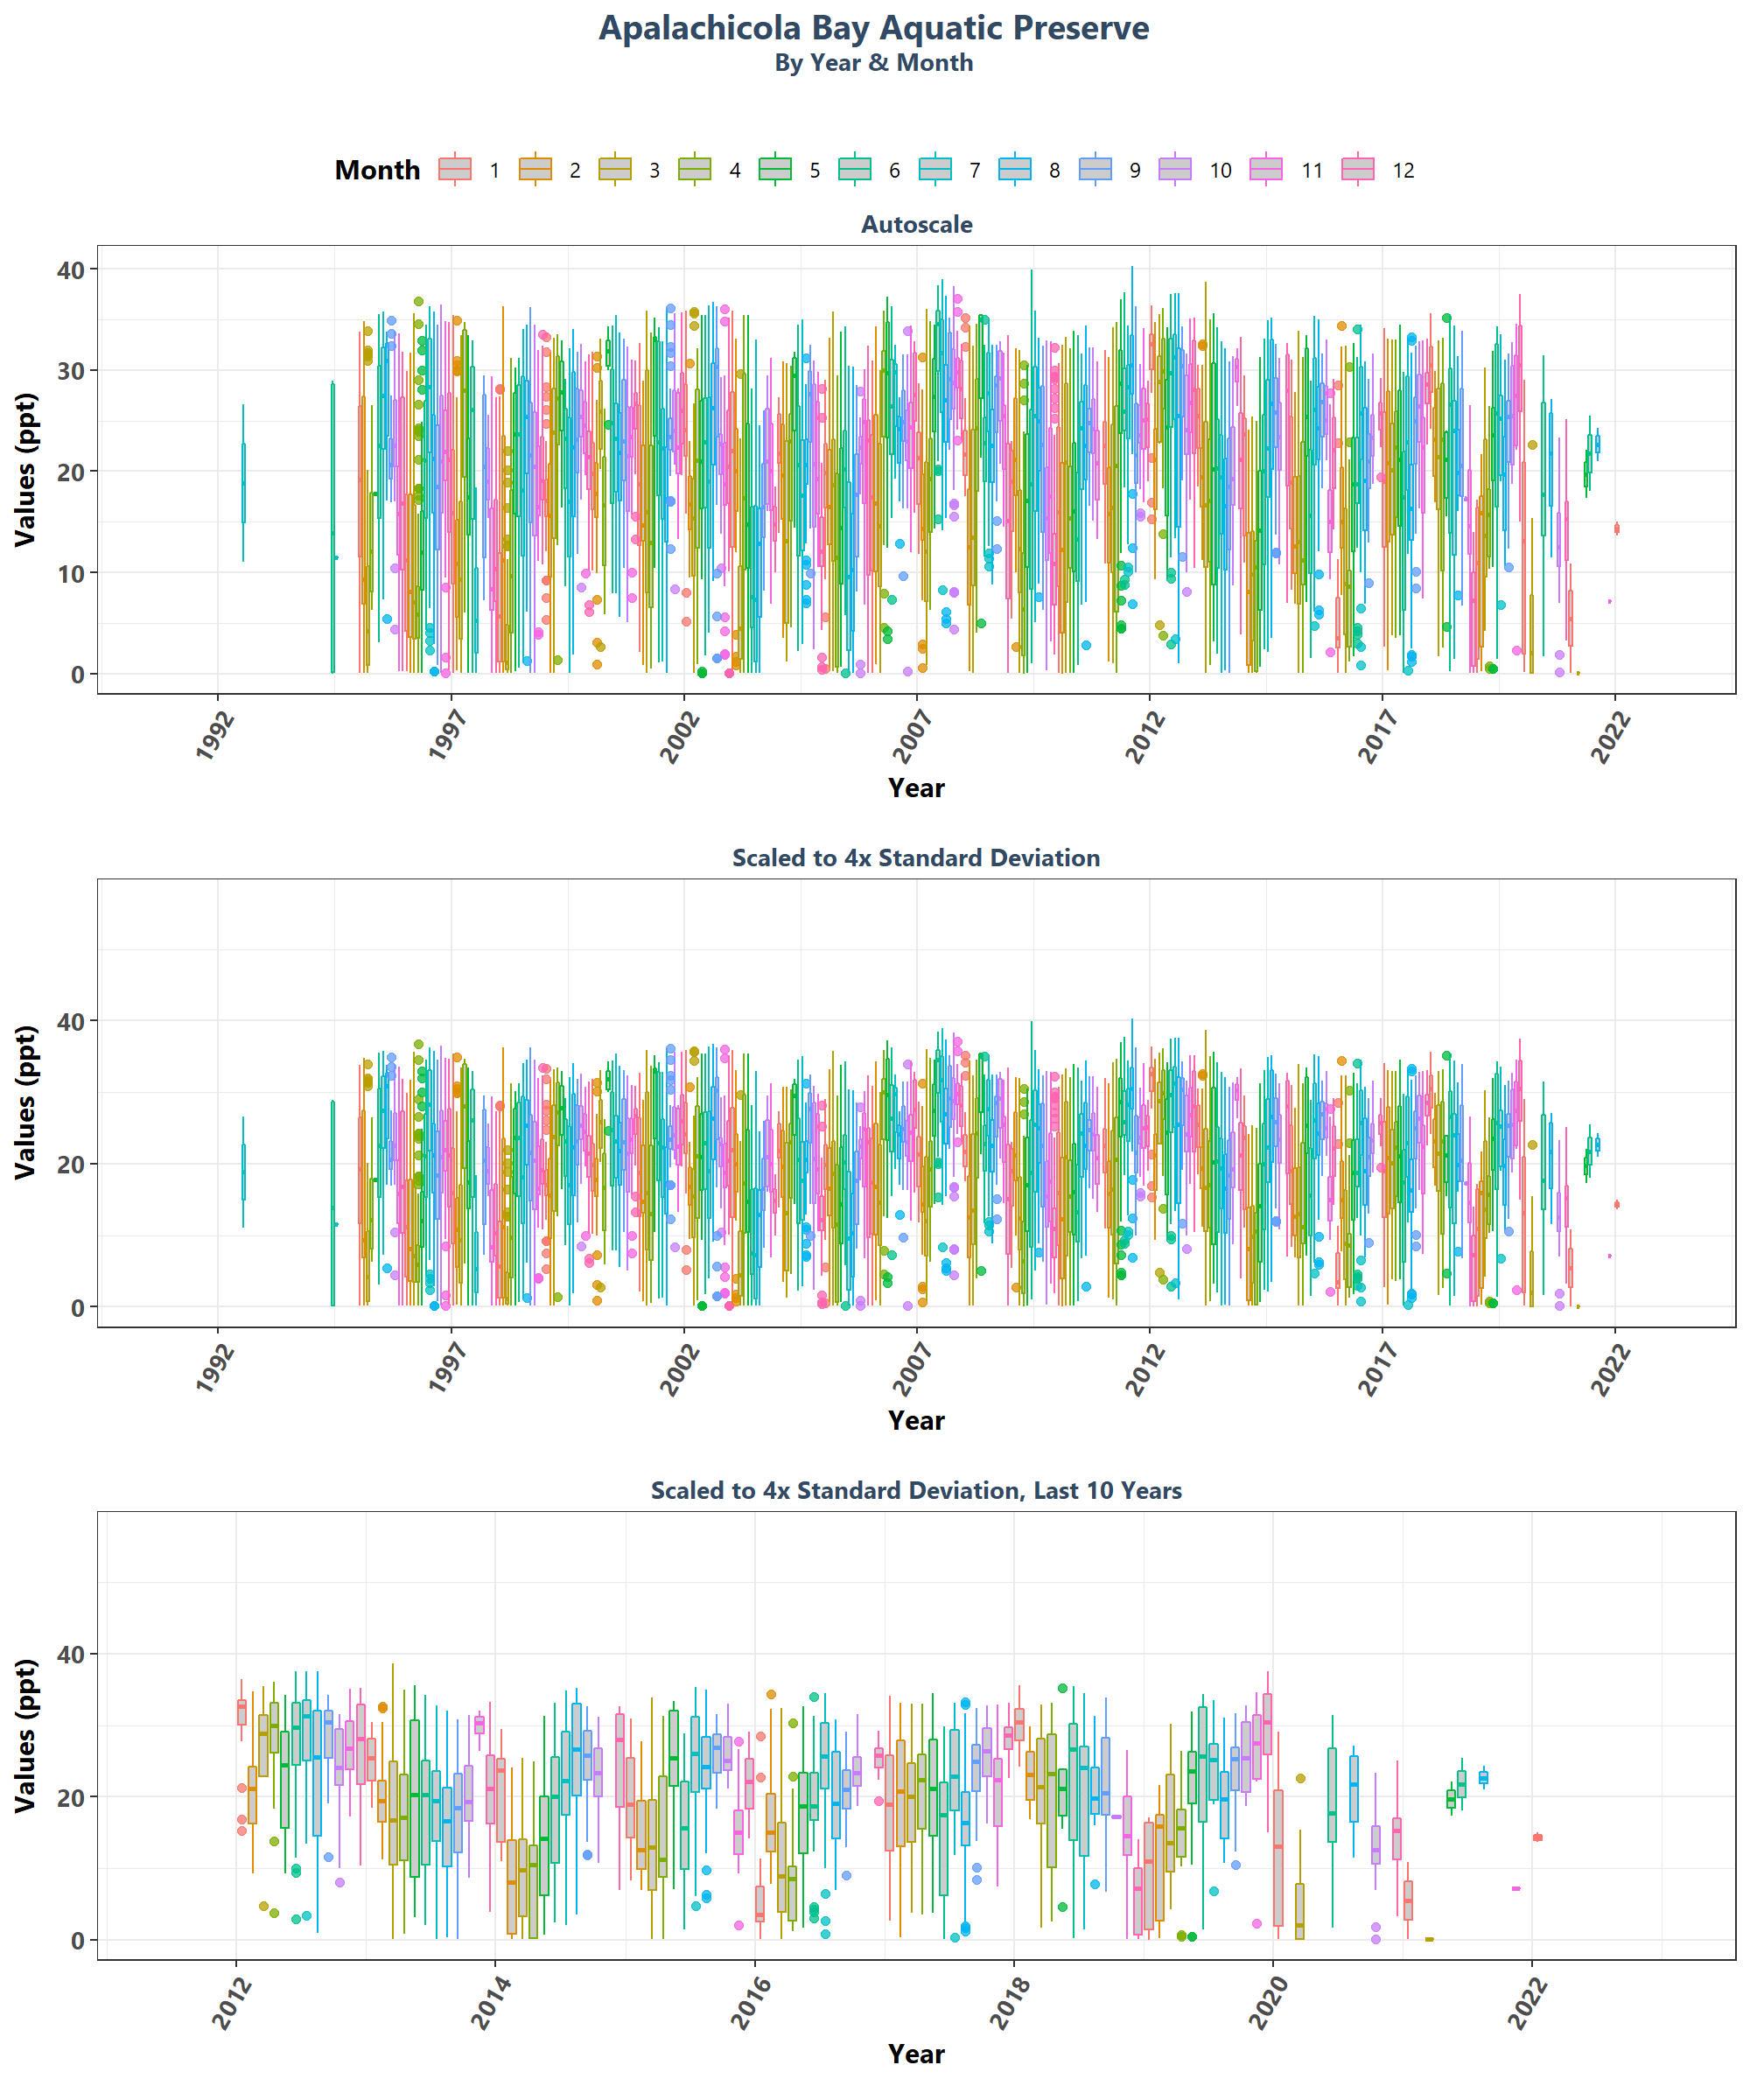 Apalachicola Bay Aquatic Preserve
By Year & Month
Month 1 2 3 4 5 6 7 8 9 10 11 12
Autoscale
Values (ppt)
40
30
20
10
0
1992 1997 2002 2007 2012 2017 2022
Year
Scaled to 4x Standard Deviation
Values (ppt)
40
20
0
1992 1997 2002 2007 2012 2017 2022
Year
Scaled to 4x Standard Deviation, Last 10 Years
Values (ppt)
40
20
0
2012 2014 2016 2018 2020 2022
Year